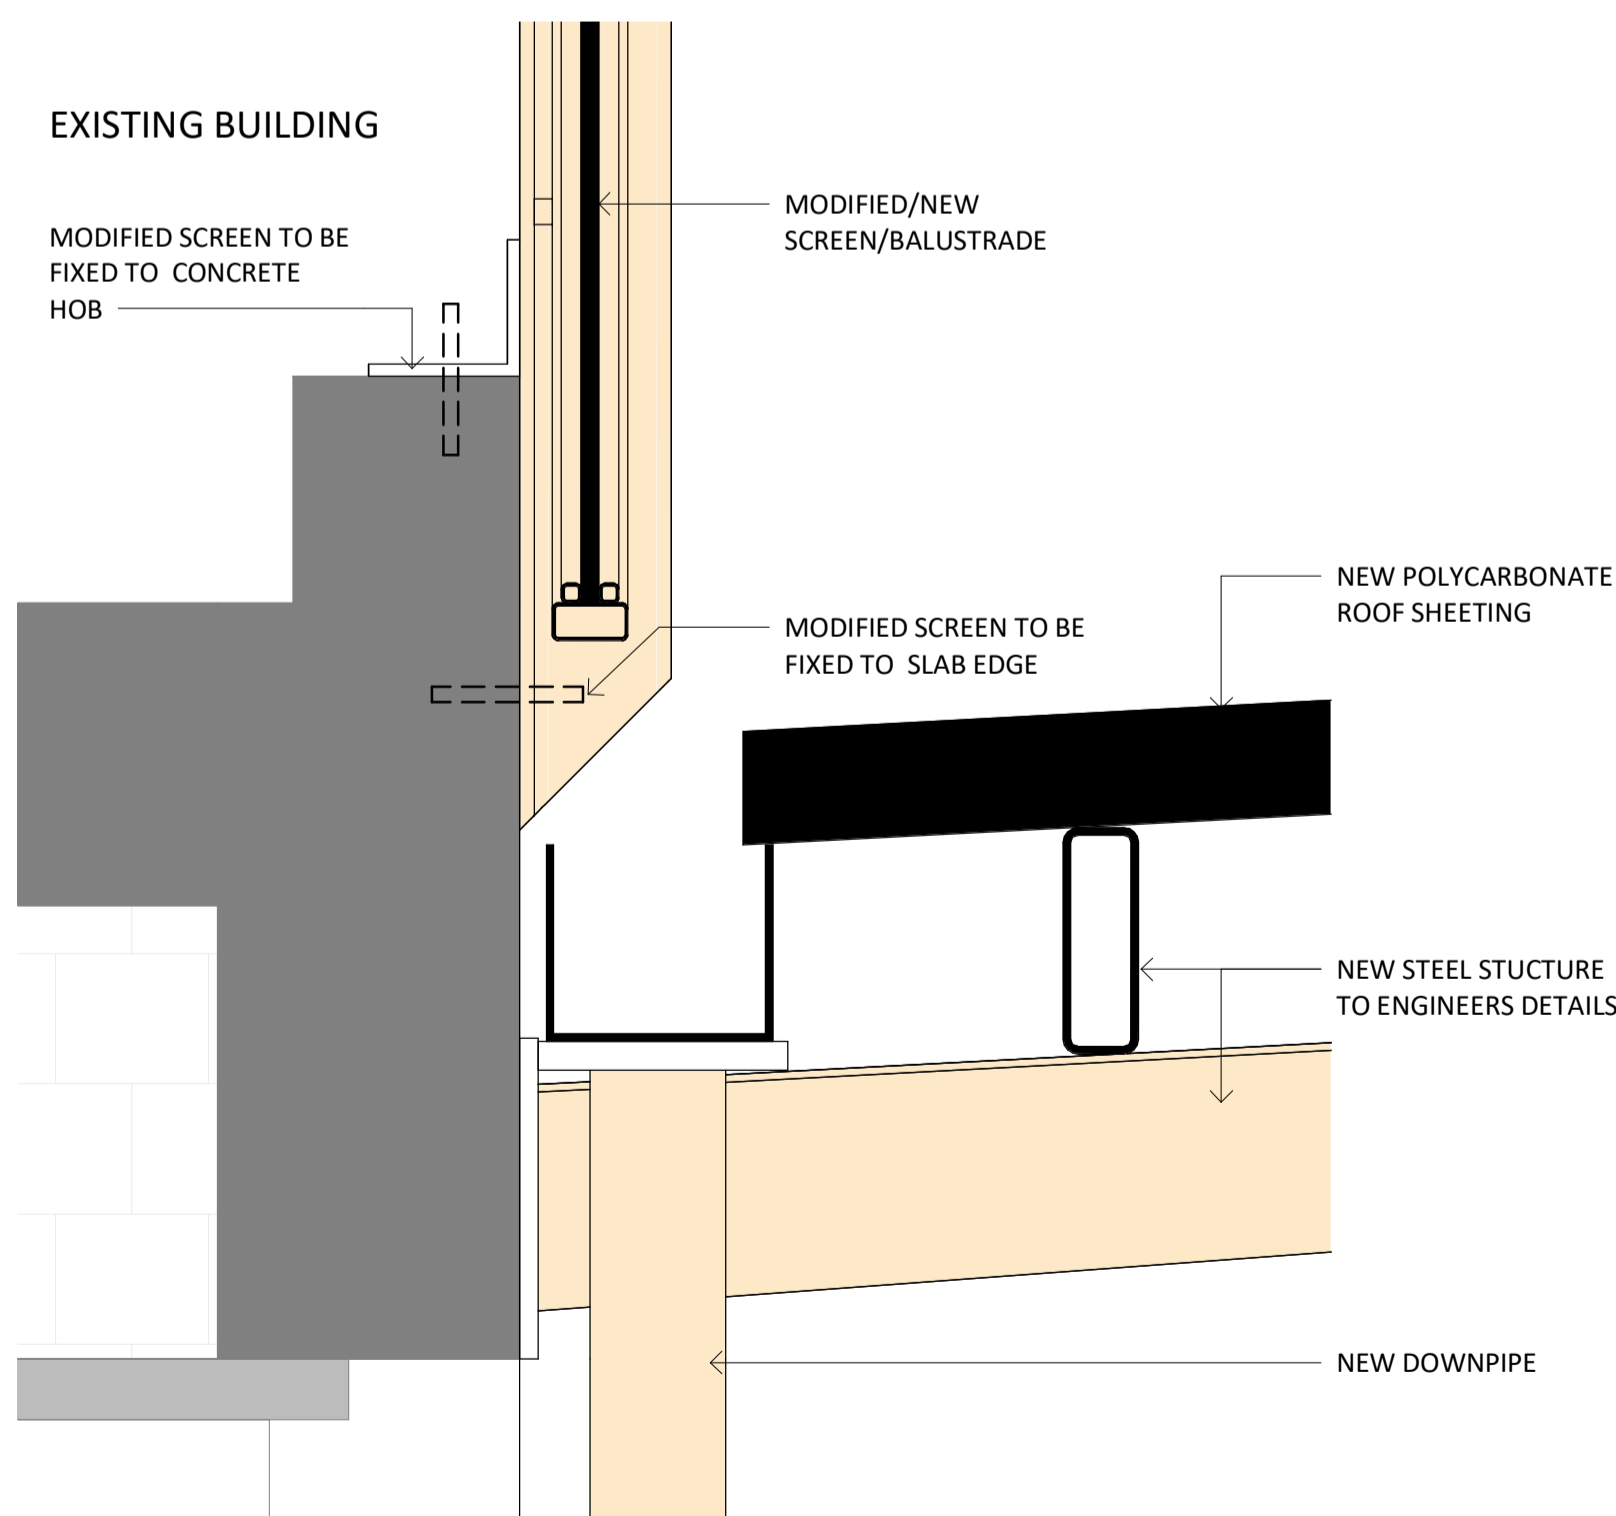 EXISTING BUILDING
MODIFIED SCREEN TO BE
FIXED TO CONCRETE
HOB
MODIFIED/NEW
SCREEN/BALUSTRADE
NEW POLYCARBONATE
ROOF SHEETING
MODIFIED SCREEN TO BE
FIXED TO SLAB EDGE
NEW STEEL STUCTURE
TO ENGINEERS DETAILS
NEW DOWNPIPE